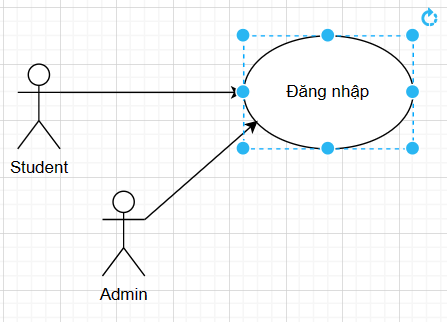 Đăng nhập
Student
Admin